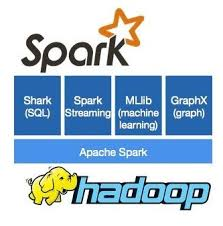 Spark
Shark
(SQL)
Spark
Streaming
MLlib
(machine
learning)
GraphX
(graph)
Apache Spark
hadoop